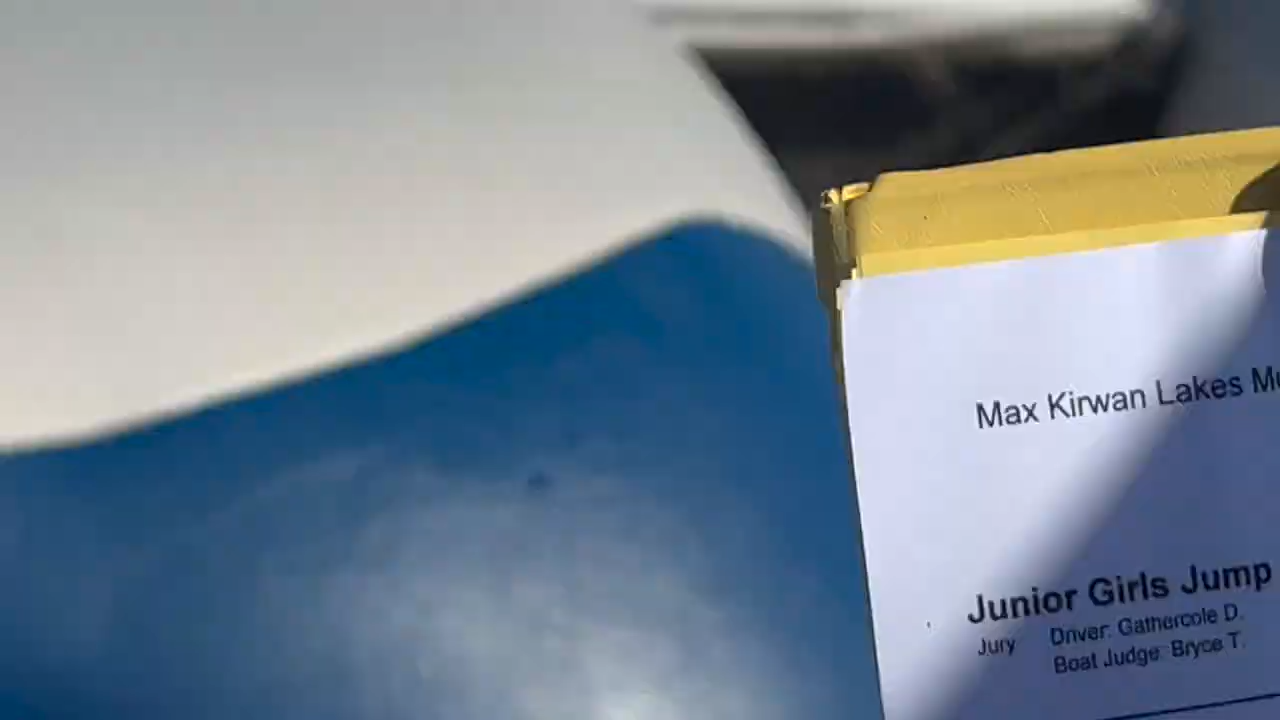 Max Kirwan Lakes
Junior Girls Jump
Jury Driver: Gathercole D.
Boat Judge: Bryce T.